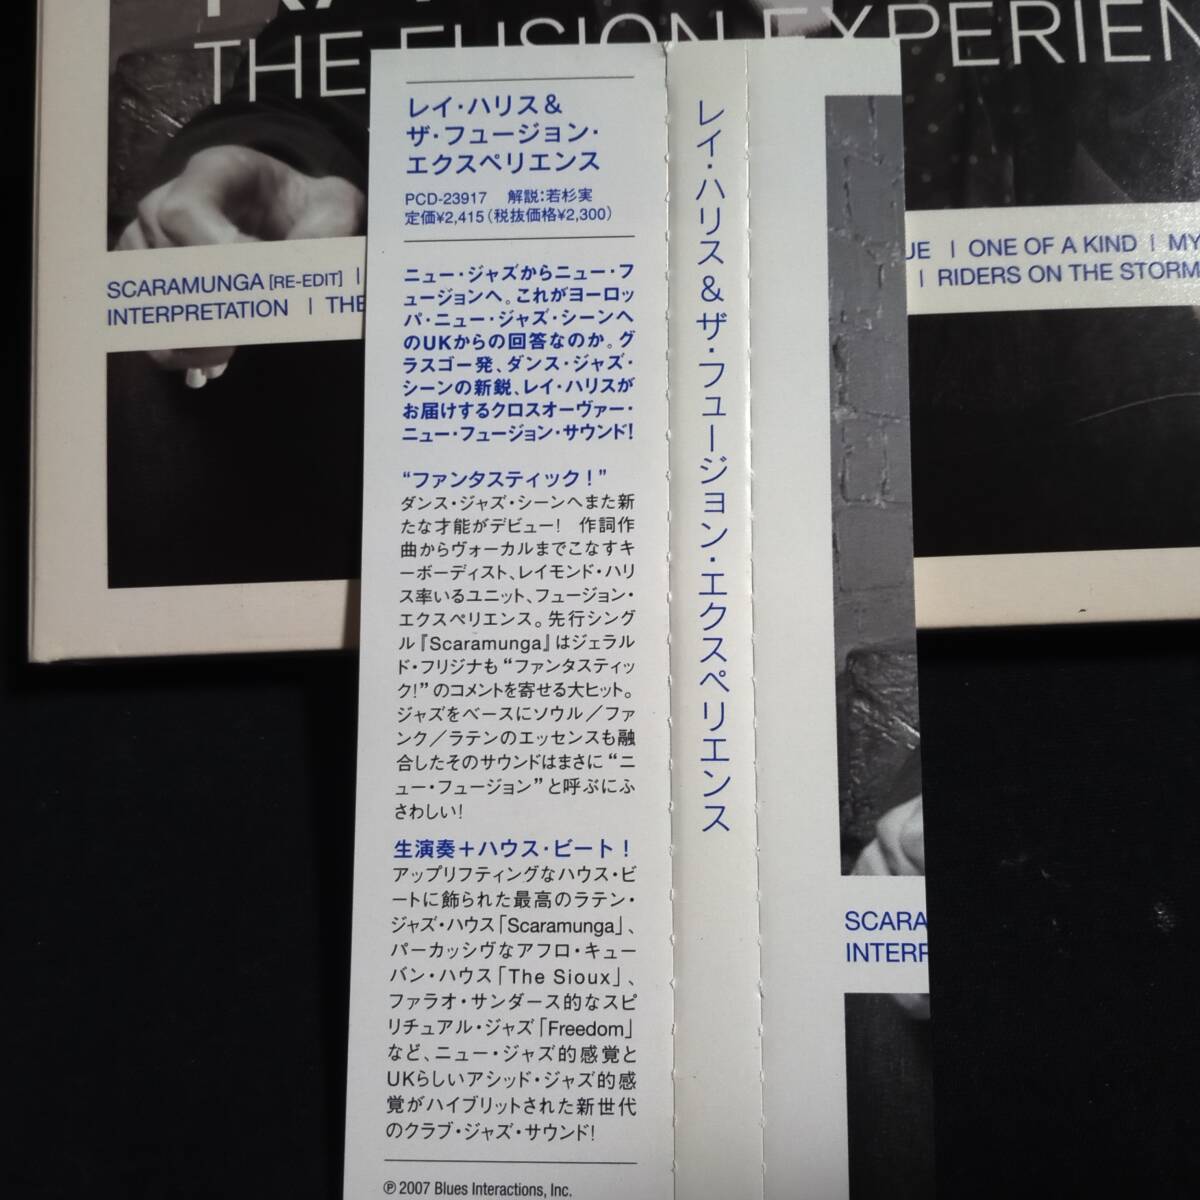 THE FUSION EXPERIEN
SCARAMUNGA [RE-EDIT] |
INTERPRETATION | THE
UE | ONE OF A KIND | MY
| RIDERS ON THE STORM
レイ・ハリス&
ザ・フュージョン・
エクスペリエンス
PCD-23917 解説:若杉実
定価¥2,415(税抜価格¥2,300)
ニュー・ジャズからニュー・フ
ュージョンへ。これがヨーロッ
パ・ニュー・ジャズ・シーンへ
のUKからの回答なのか。グ
ラスゴー発、ダンス・ジャズ・
シーンの新鋭、レイ・ハリスが
お届けするクロスオーヴァー・
ニュー・フュージョン・サウンド!
“ファンタスティック!”
ダンス・ジャズ・シーンへまた新
たな才能がデビュー! 作詞作
曲からヴォーカルまでこなすキ
ーボーディスト、レイモンド・ハリ
ス率いるユニット、フュージョン・
エクスペリエンス。先行シング
ル『Scaramunga』はジェラル
ド・フリジナも“ファンタスティッ
ク!”のコメントを寄せる大ヒット。
ジャズをベースにソウル/ファ
ンク/ラテンのエッセンスも融
合したそのサウンドはまさに“ニ
ュー・フュージョン”と呼ぶにふ
さわしい!
生演奏+ハウス・ビート!
アップリフティングなハウス・ビ
ートに飾られた最高のラテン・
ジャズ・ハウス「Scaramunga」、
パーカッシヴなアフロ・キュー
バン・ハウス「The Sioux」、
ファラオ・サンダース的なスピ
リチュアル・ジャズ「Freedom」
など、ニュー・ジャズ的感覚と
UKらしいアシッド・ジャズ的感
覚がハイブリットされた新世代
のクラブ・ジャズ・サウンド!
℗ 2007 Blues Interactions, Inc.
レイ・ハリス&ザ・フュージョン・エクスペリエンス
SCARA
INTERP